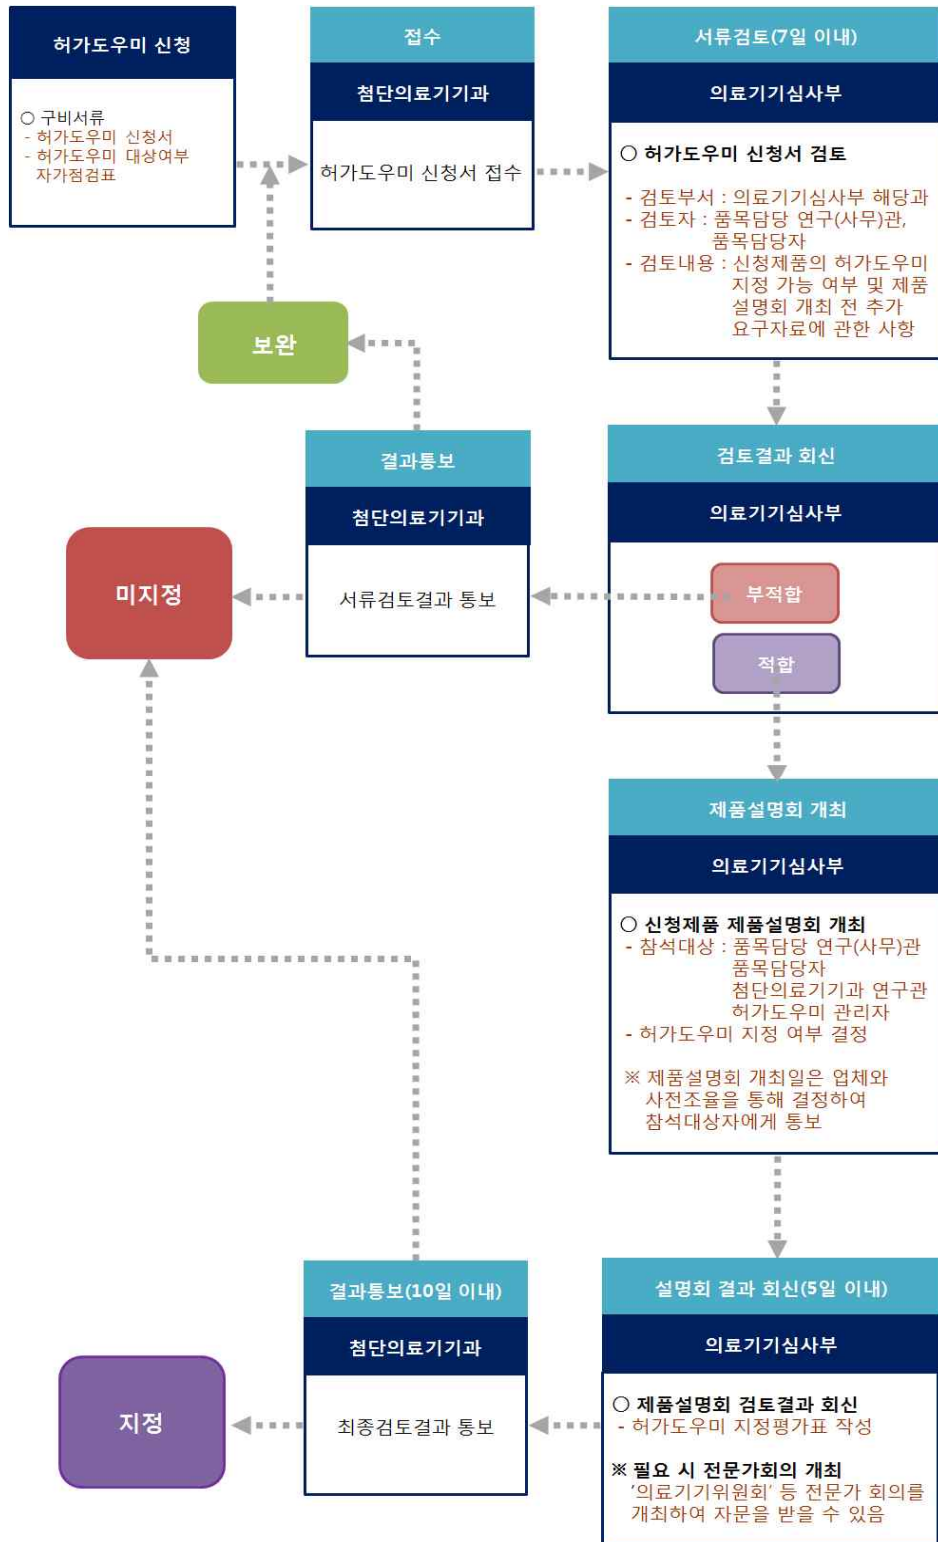 허가도우미 신청
○ 구비서류
- 허가도우미 신청서
- 허가도우미 대상여부
자가점검표
접수
첨단의료기기과
허가도우미 신청서 접수
서류검토(7일 이내)
의료기기심사부
○ 허가도우미 신청서 검토
- 검토부서 : 의료기기심사부 해당과
- 검토자 : 품목담당 연구(사무)관,
품목담당자
- 검토내용 : 신청제품의 허가도우미
지정 가능 여부 및 제품
설명회 개최 전 추가
요구자료에 관한 사항
보완
결과통보
첨단의료기기과
서류검토결과 통보
검토결과 회신
의료기기심사부
부적합
적합
미지정
제품설명회 개최
의료기기심사부
○ 신청제품 제품설명회 개최
- 참석대상 : 품목담당 연구(사무)관
품목담당자
첨단의료기기과 연구관
허가도우미 관리자
- 허가도우미 지정 여부 결정
※ 제품설명회 개최일은 업체와
사전조율을 통해 결정하여
참석대상자에게 통보
결과통보(10일 이내)
첨단의료기기과
최종검토결과 통보
설명회 결과 회신(5일 이내)
의료기기심사부
○ 제품설명회 검토결과 회신
- 허가도우미 지정평가표 작성
※ 필요 시 전문가회의 개최
'의료기기위원회' 등 전문가 회의를
개최하여 자문을 받을 수 있음
지정